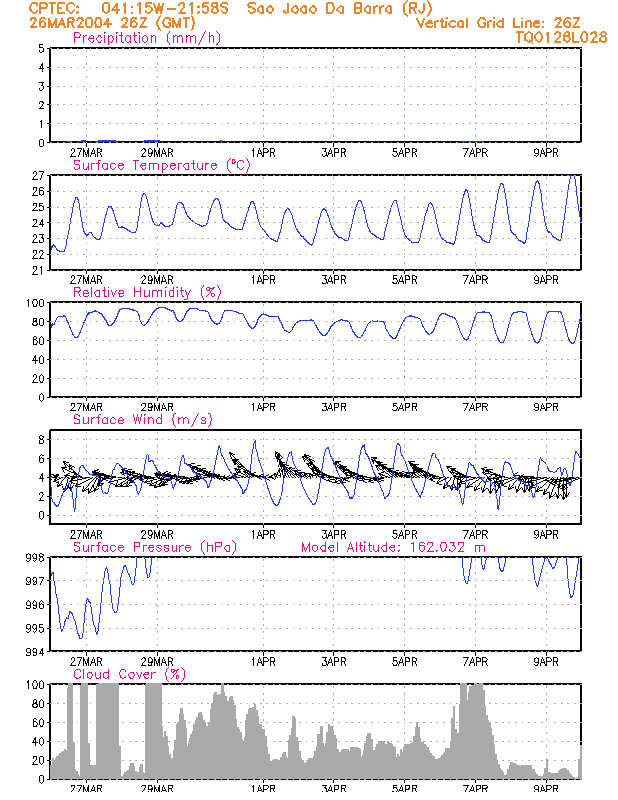 CPTEC: 041:15W-21:58S Sao Joao Da Barra (RJ)
26MAR2004 26Z (GMT) Vertical Grid Line: 26Z
Precipitation (mm/h) TQ0126L028
5
4
3
2
1
0
27MAR 29MAR 1APR 3APR 5APR 7APR 9APR
Surface Temperature (ºC)
27
26
25
24
23
22
21
27MAR 29MAR 1APR 3APR 5APR 7APR 9APR
Relative Humidity (%)
100
80
60
40
20
0
27MAR 29MAR 1APR 3APR 5APR 7APR 9APR
Surface Wind (m/s)
8
6
4
2
0
27MAR 29MAR 1APR 3APR 5APR 7APR 9APR
Surface Pressure (hPa) Model Altitude: 162.032 m
998
997
996
995
994
27MAR 29MAR 1APR 3APR 5APR 7APR 9APR
Cloud Cover (%)
100
80
60
40
20
0
27MAR 29MAR 1APR 3APR 5APR 7APR 9APR